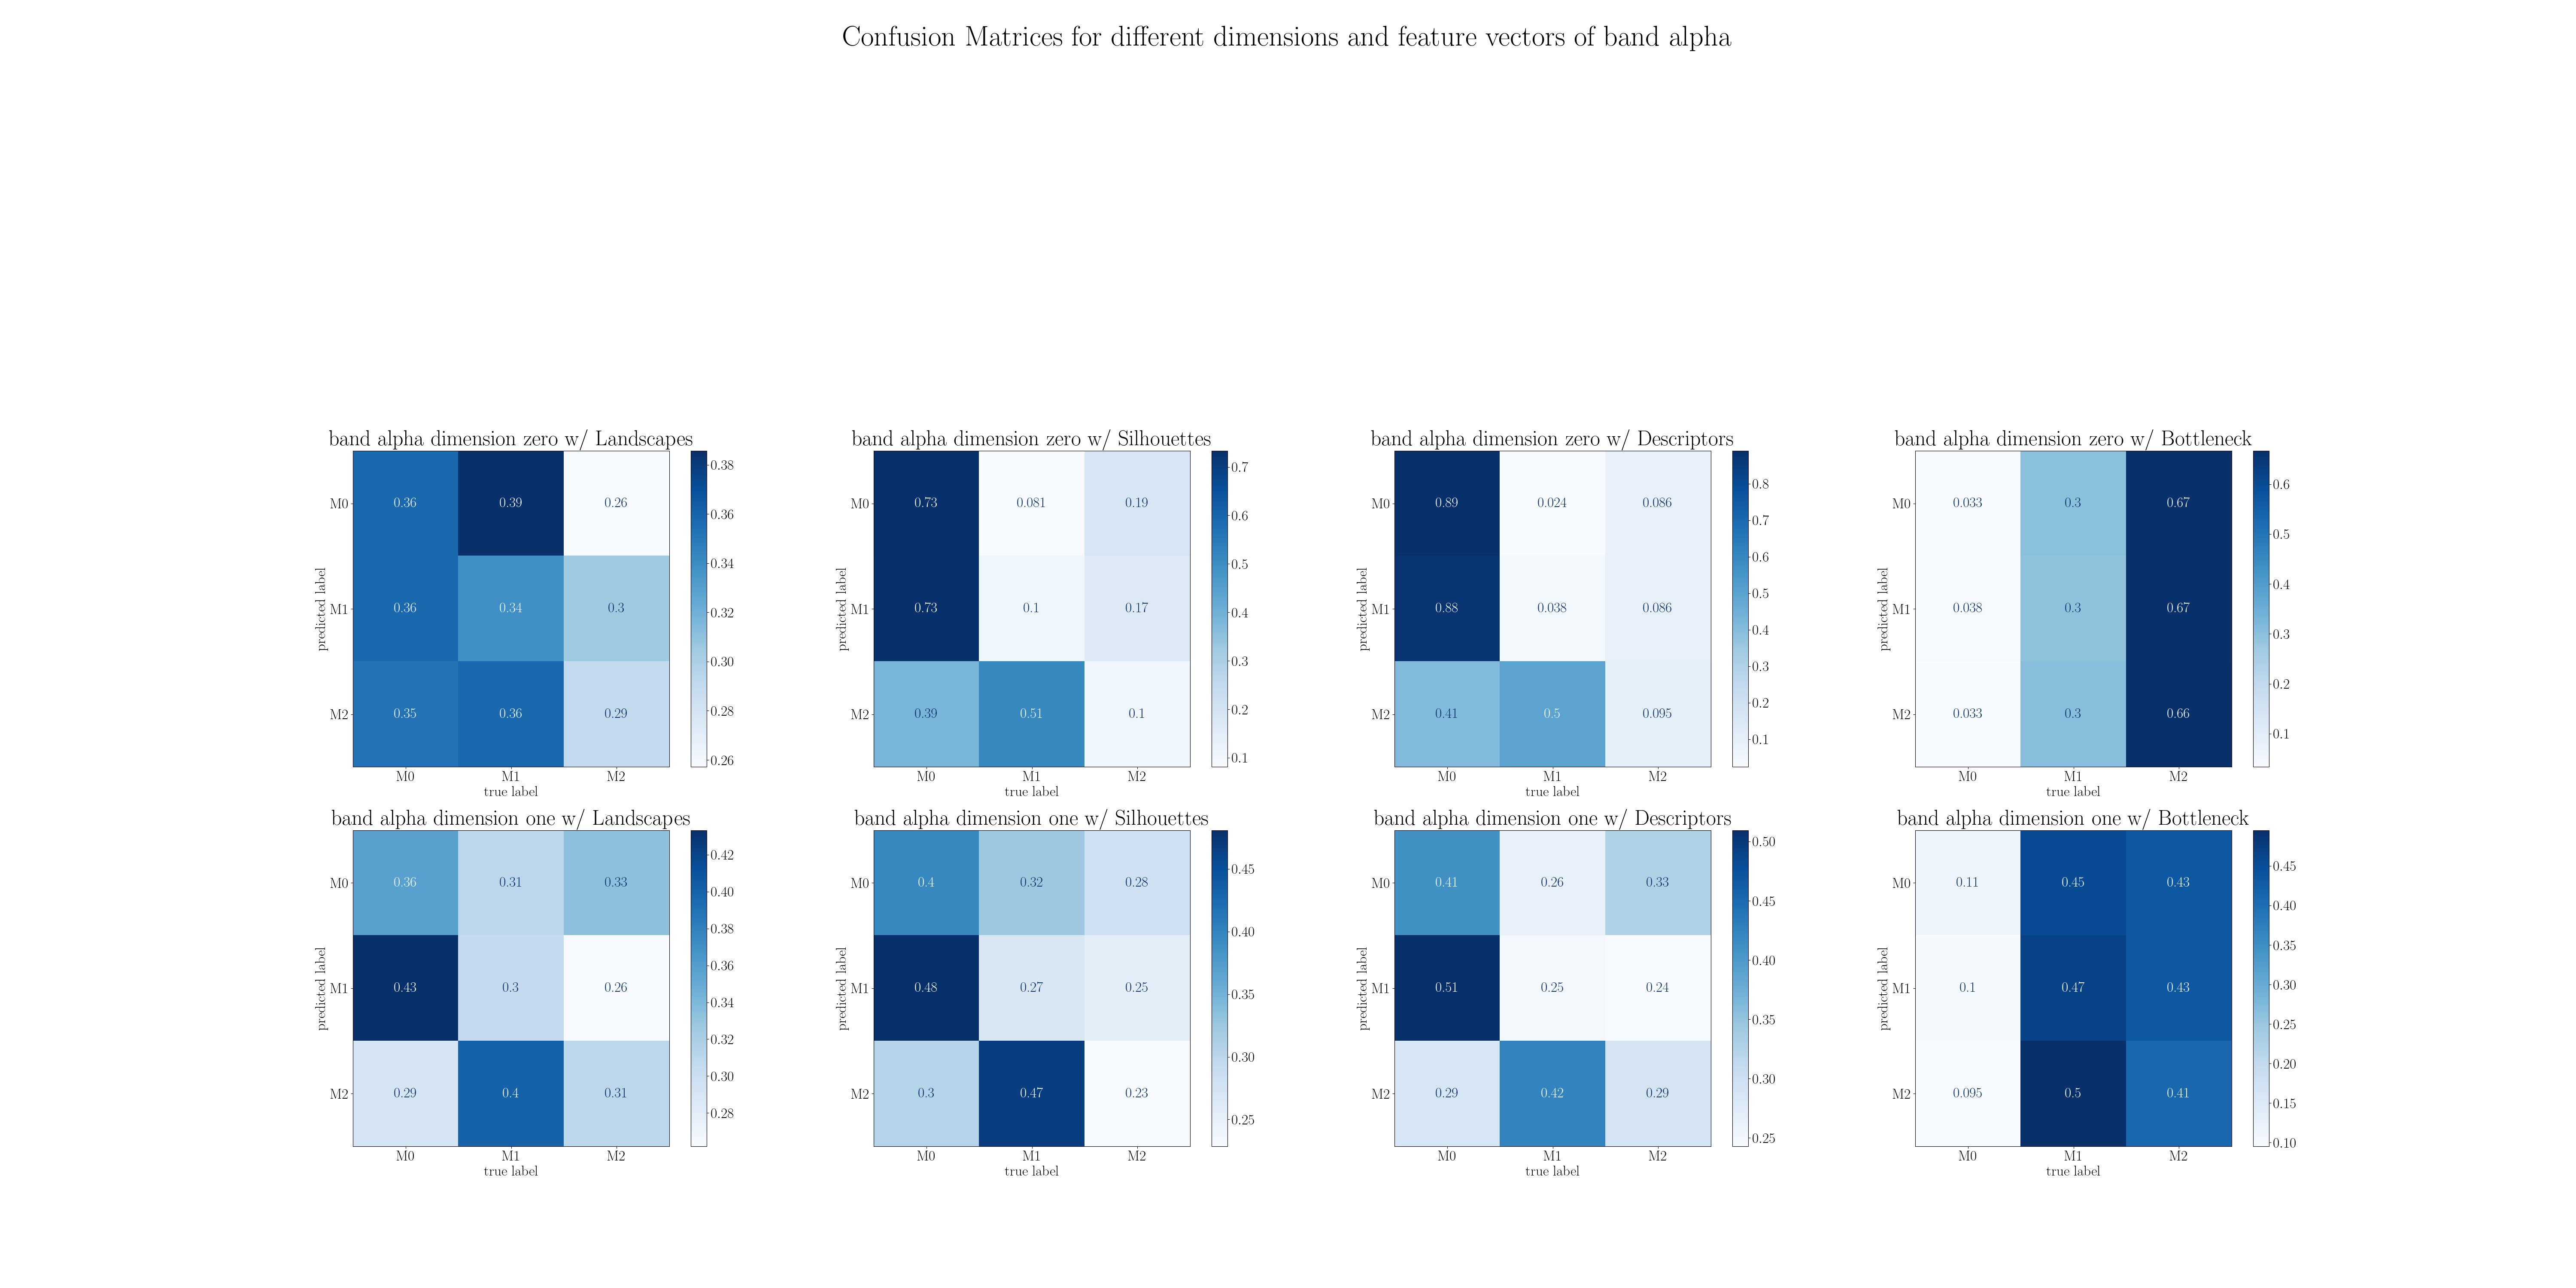 Confusion Matrices for different dimensions and feature vectors of band alpha
band alpha dimension zero w/ Landscapes
predicted label
M0 0.36 0.39 0.26
M1 0.36 0.34 0.3
M2 0.35 0.36 0.29
M0 M1 M2
true label
0.38
0.36
0.34
0.32
0.30
0.28
0.26
band alpha dimension zero w/ Silhouettes
predicted label
M0 0.73 0.081 0.19
M1 0.73 0.1 0.17
M2 0.39 0.51 0.1
M0 M1 M2
true label
0.7
0.6
0.5
0.4
0.3
0.2
0.1
band alpha dimension zero w/ Descriptors
predicted label
M0 0.89 0.024 0.086
M1 0.88 0.038 0.086
M2 0.41 0.5 0.095
M0 M1 M2
true label
0.8
0.7
0.6
0.5
0.4
0.3
0.2
0.1
band alpha dimension zero w/ Bottleneck
predicted label
M0 0.033 0.3 0.67
M1 0.038 0.3 0.67
M2 0.033 0.3 0.66
M0 M1 M2
true label
0.6
0.5
0.4
0.3
0.2
0.1
band alpha dimension one w/ Landscapes
predicted label
M0 0.36 0.31 0.33
M1 0.43 0.3 0.26
M2 0.29 0.4 0.31
M0 M1 M2
true label
0.42
0.40
0.38
0.36
0.34
0.32
0.30
0.28
band alpha dimension one w/ Silhouettes
predicted label
M0 0.4 0.32 0.28
M1 0.48 0.27 0.25
M2 0.3 0.47 0.23
M0 M1 M2
true label
0.45
0.40
0.35
0.30
0.25
band alpha dimension one w/ Descriptors
predicted label
M0 0.41 0.26 0.33
M1 0.51 0.25 0.24
M2 0.29 0.42 0.29
M0 M1 M2
true label
0.50
0.45
0.40
0.35
0.30
0.25
band alpha dimension one w/ Bottleneck
predicted label
M0 0.11 0.45 0.43
M1 0.1 0.47 0.43
M2 0.095 0.5 0.41
M0 M1 M2
true label
0.45
0.40
0.35
0.30
0.25
0.20
0.15
0.10